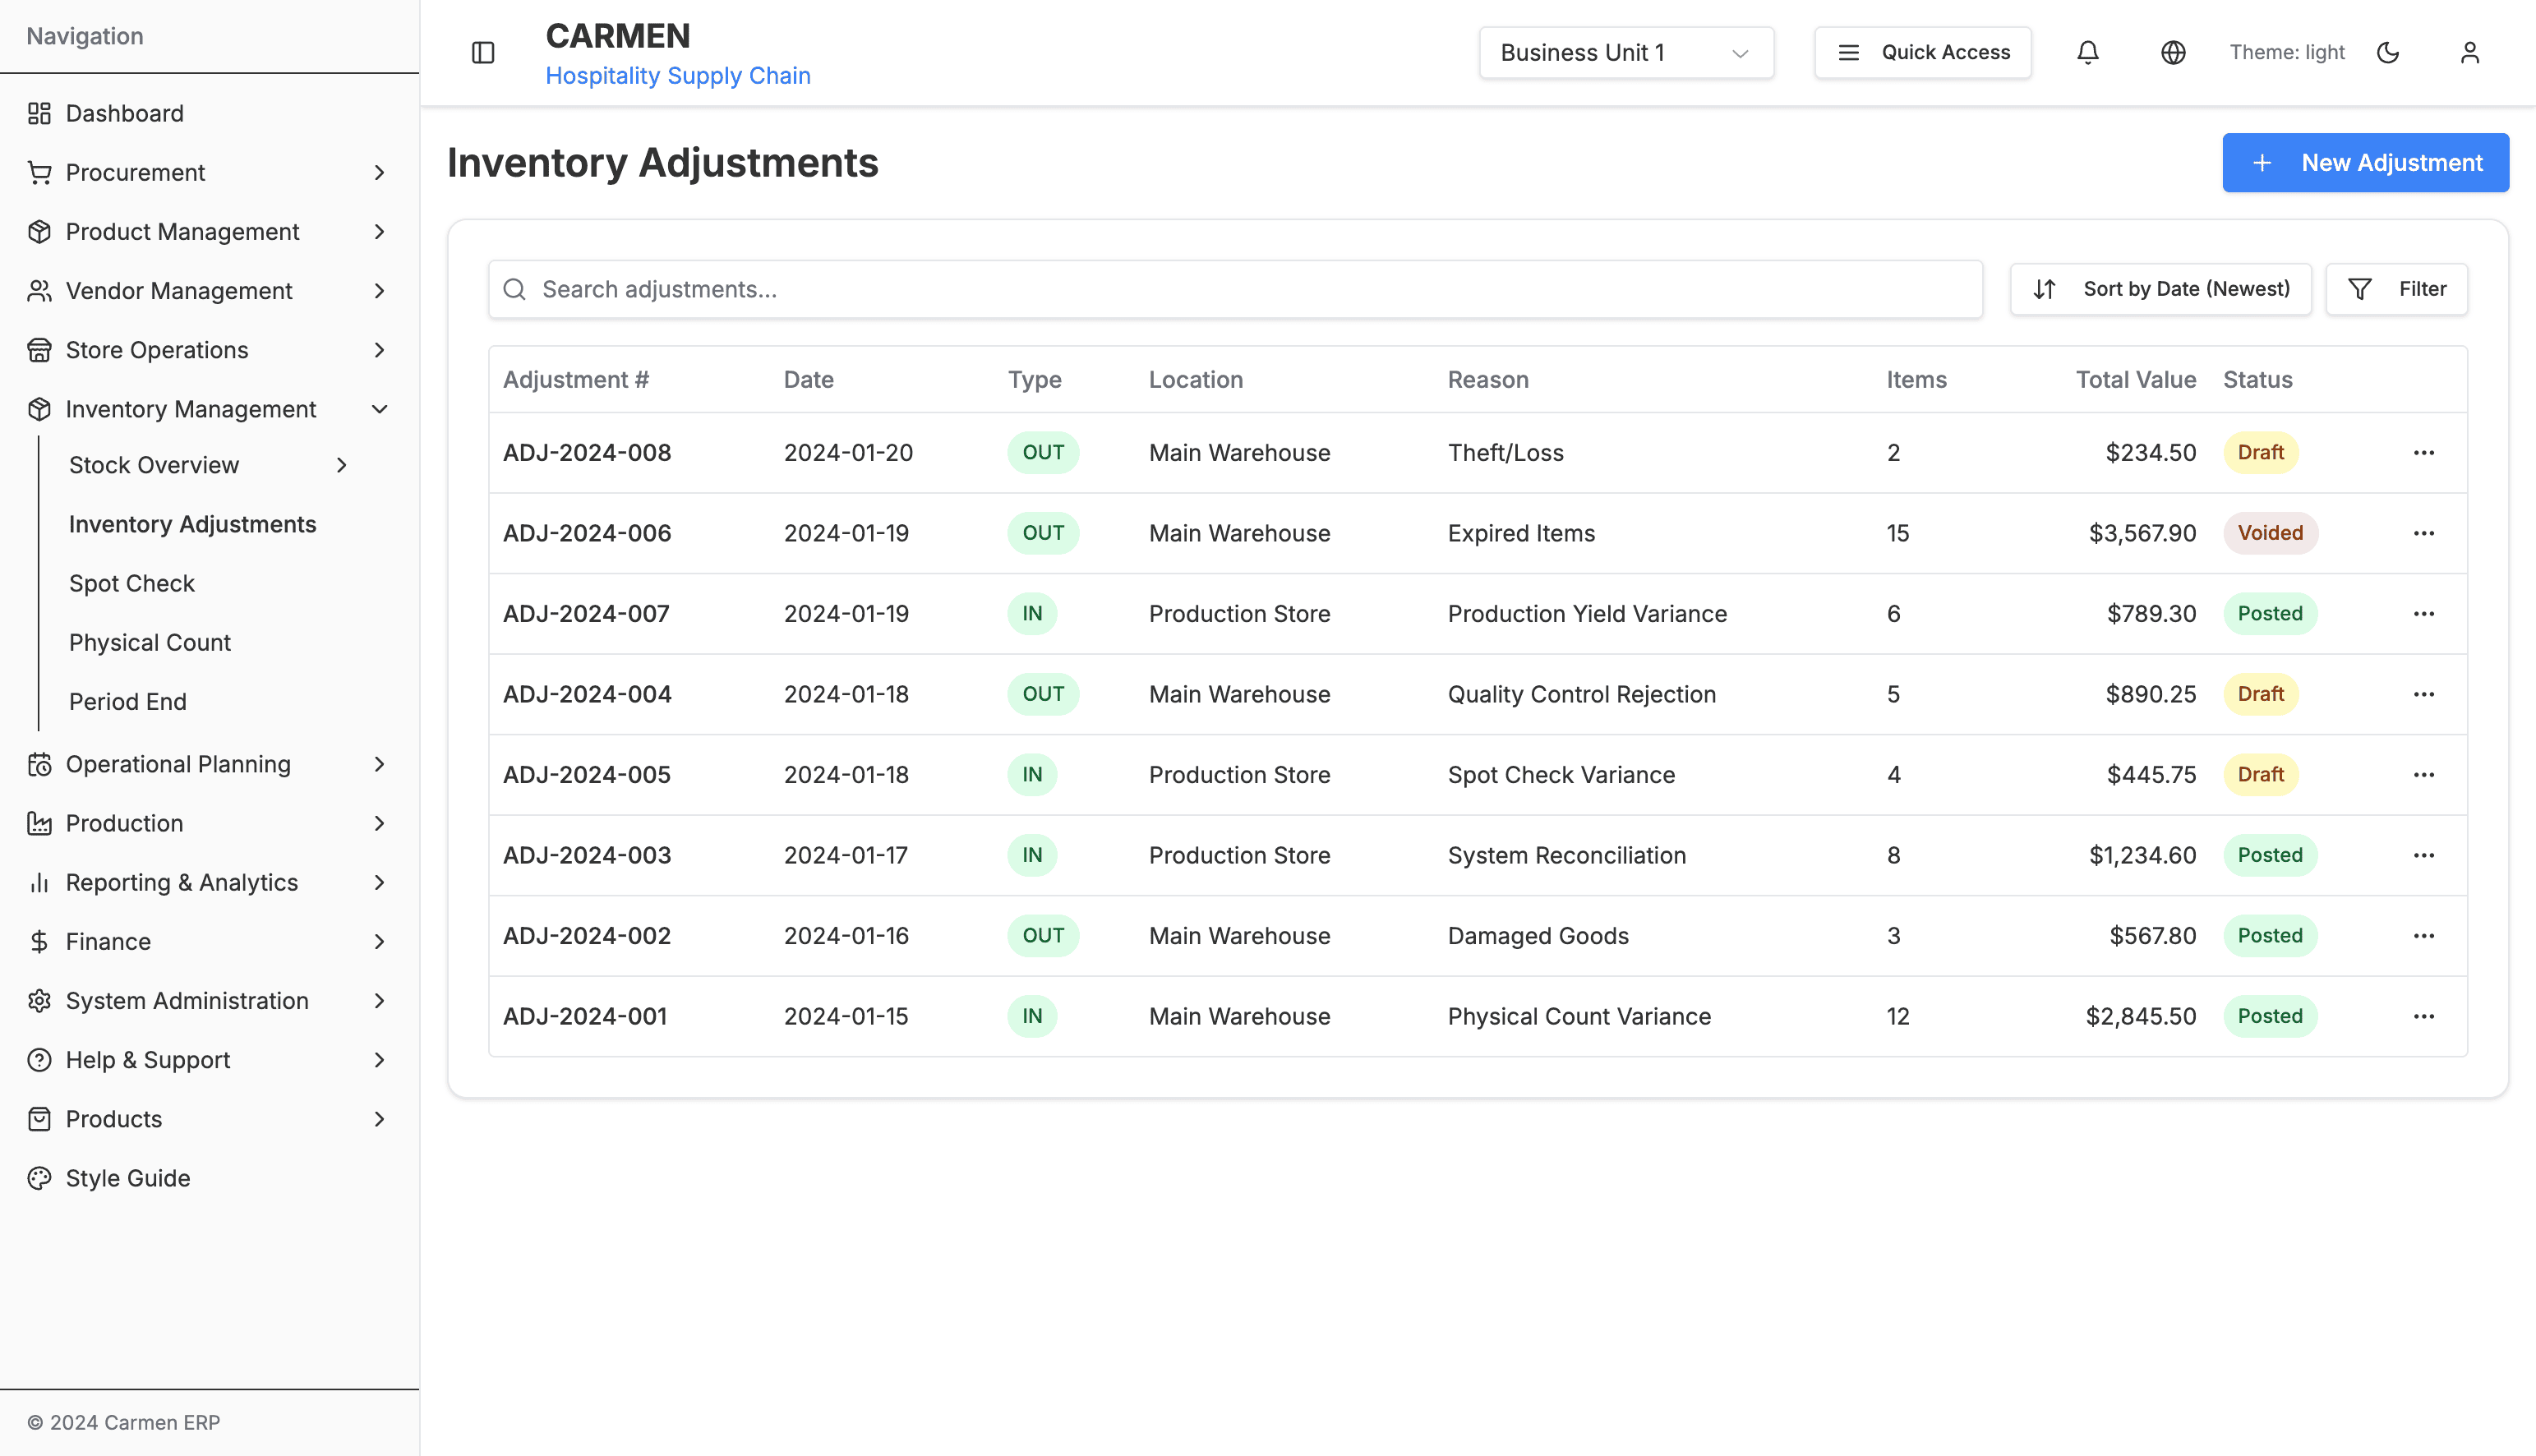 Navigation
Dashboard
Procurement
Product Management
Vendor Management
Store Operations
Inventory Management
Stock Overview
Inventory Adjustments
Spot Check
Physical Count
Period End
Operational Planning
Production
Reporting & Analytics
Finance
System Administration
Help & Support
Products
Style Guide
© 2024 Carmen ERP
CARMEN
Hospitality Supply Chain
Business Unit 1
Quick Access
Theme: light
Inventory Adjustments
New Adjustment
Search adjustments...
Sort by Date (Newest)
Filter
Adjustment # Date Type Location Reason Items Total Value Status
ADJ-2024-008 2024-01-20 OUT Main Warehouse Theft/Loss 2 $234.50 Draft
ADJ-2024-006 2024-01-19 OUT Main Warehouse Expired Items 15 $3,567.90 Voided
ADJ-2024-007 2024-01-19 IN Production Store Production Yield Variance 6 $789.30 Posted
ADJ-2024-004 2024-01-18 OUT Main Warehouse Quality Control Rejection 5 $890.25 Draft
ADJ-2024-005 2024-01-18 IN Production Store Spot Check Variance 4 $445.75 Draft
ADJ-2024-003 2024-01-17 IN Production Store System Reconciliation 8 $1,234.60 Posted
ADJ-2024-002 2024-01-16 OUT Main Warehouse Damaged Goods 3 $567.80 Posted
ADJ-2024-001 2024-01-15 IN Main Warehouse Physical Count Variance 12 $2,845.50 Posted